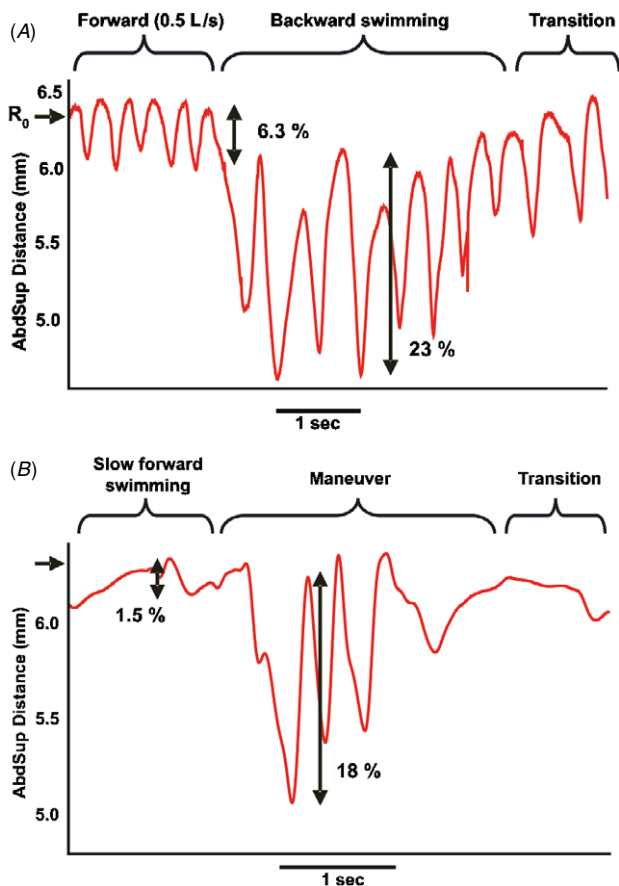 (A)
Forward (0.5 L/s) Backward swimming Transition
6.5
R0
6.3 %
6.0
5.5
5.0
23 %
AbdSup Distance (mm)
1 sec
(B)
Slow forward
swimming
Maneuver
Transition
1.5 %
6.0
5.5
18 %
5.0
AbdSup Distance (mm)
1 sec